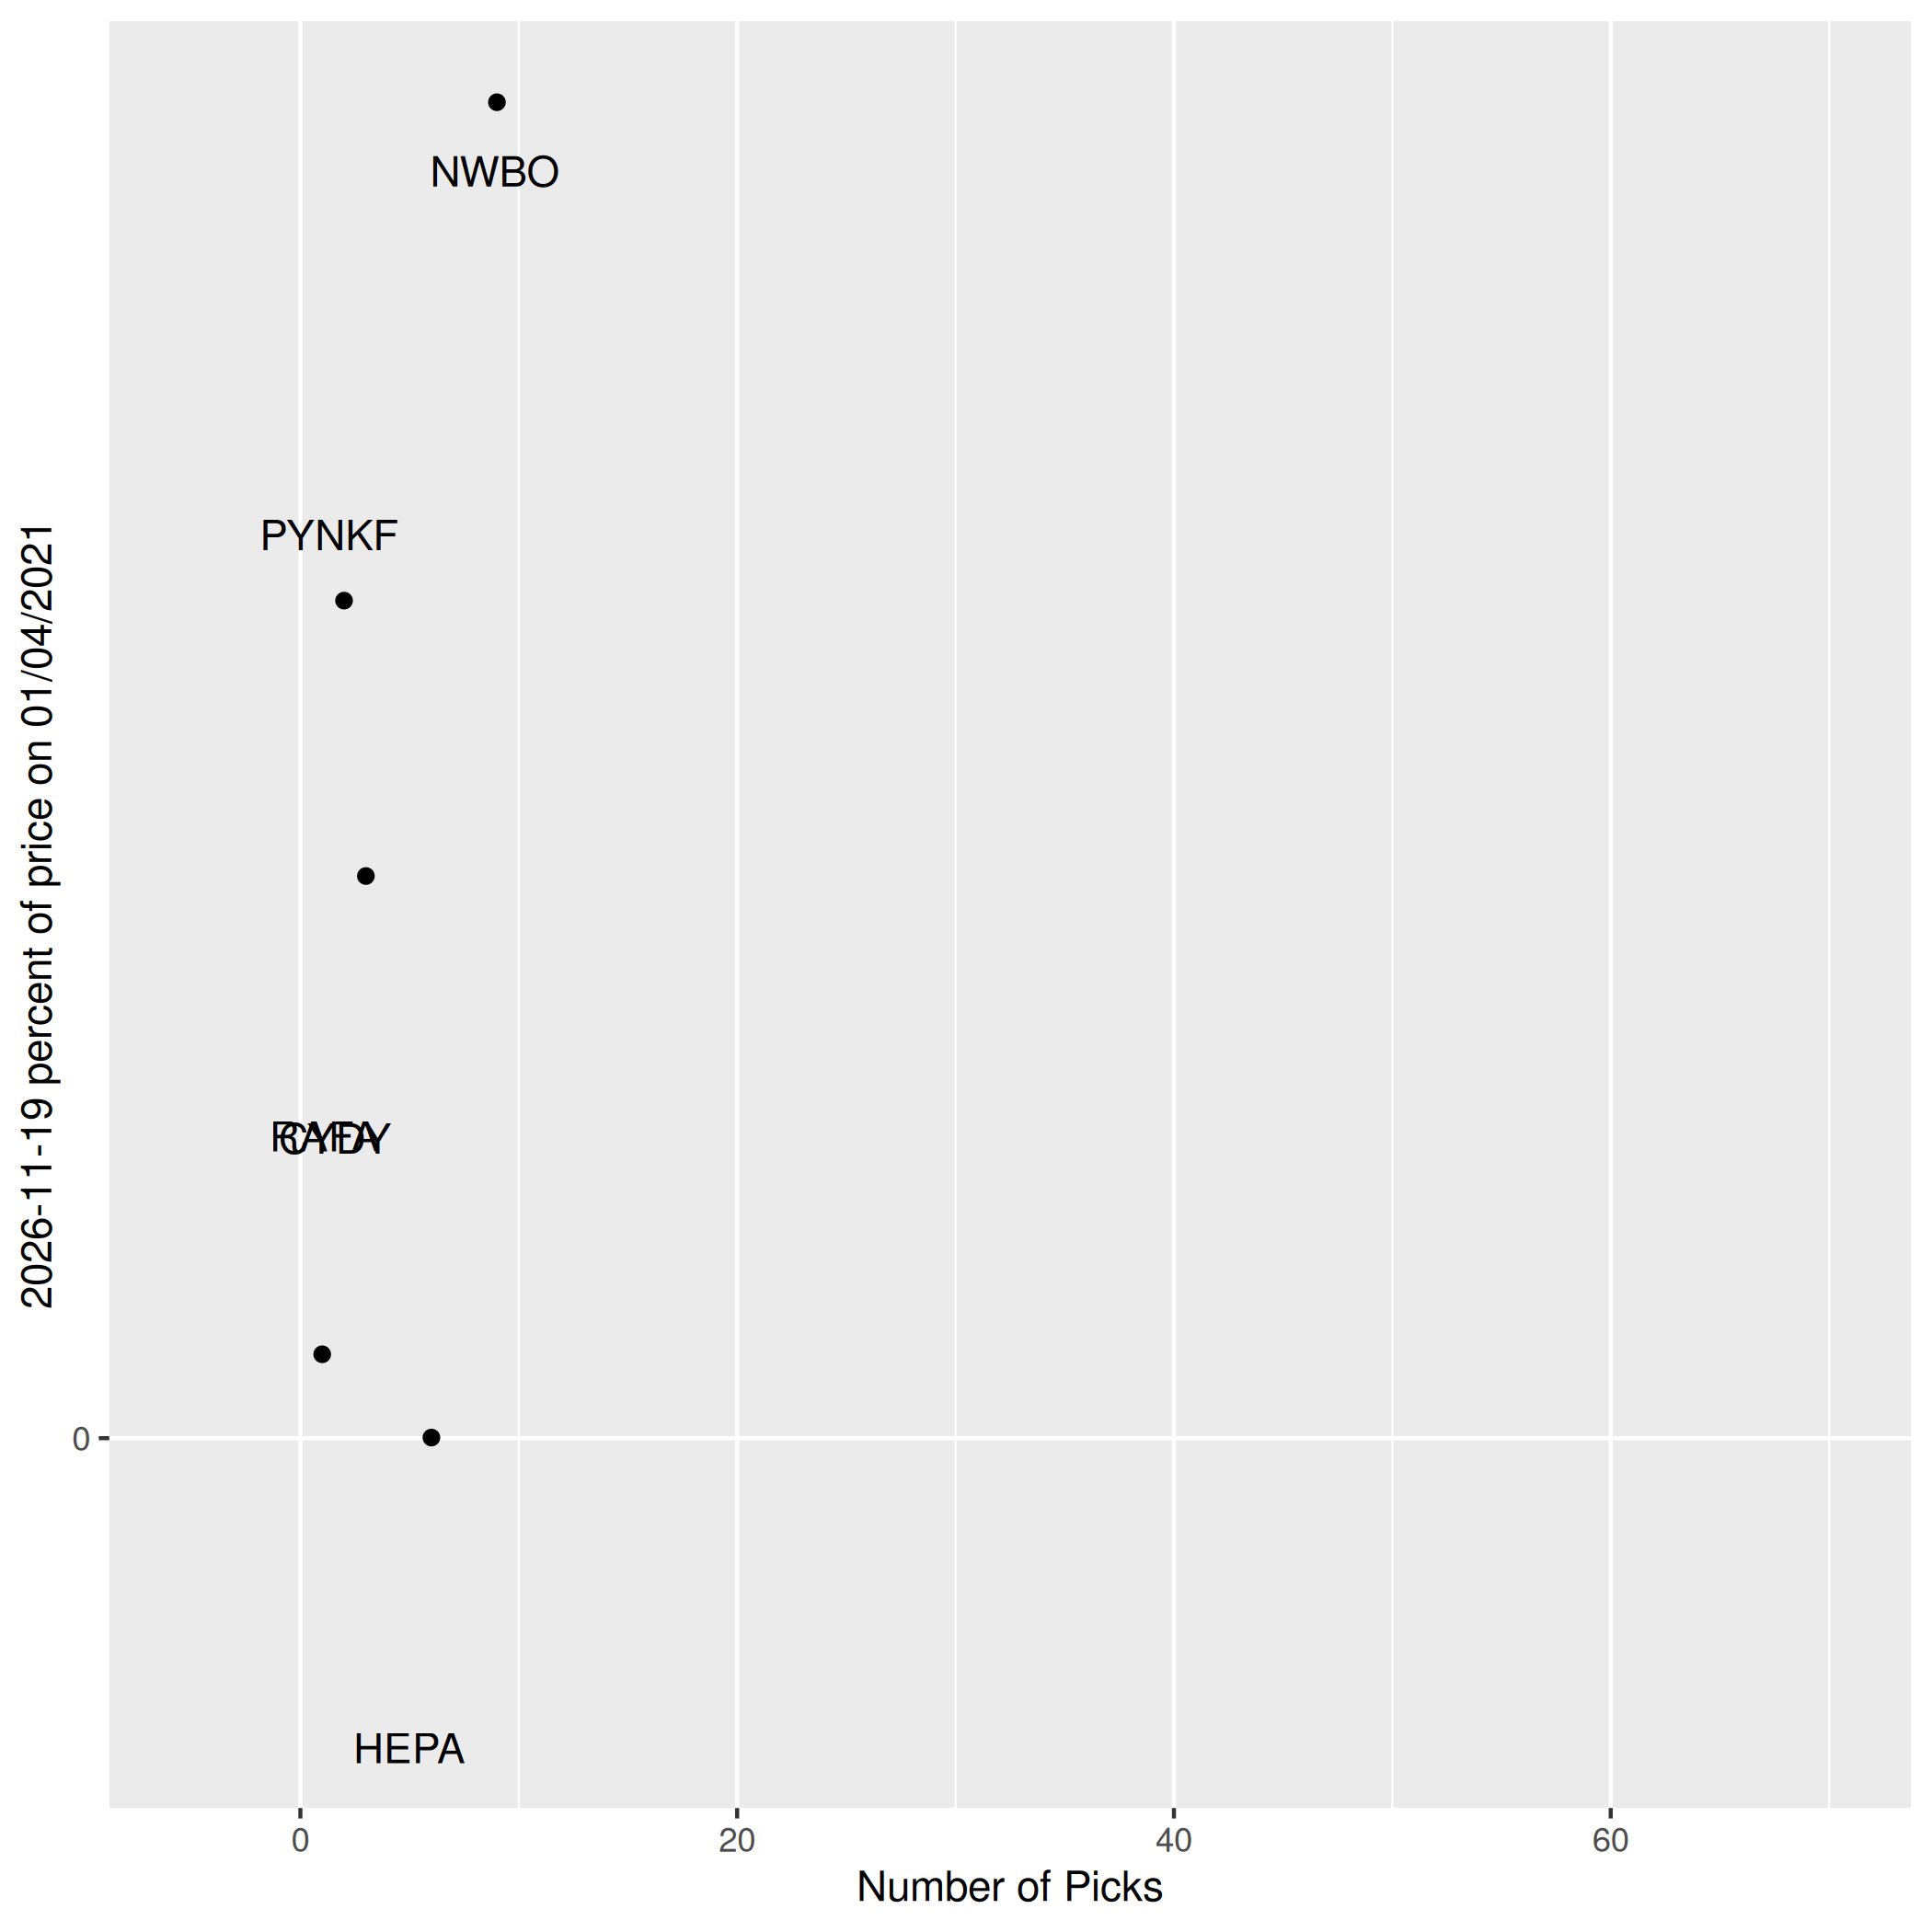 NWBO
PYNKF
CYDY
HEPA
0
0 20 40 60
Number of Picks
2026-11-19 percent of price on 01/04/2021